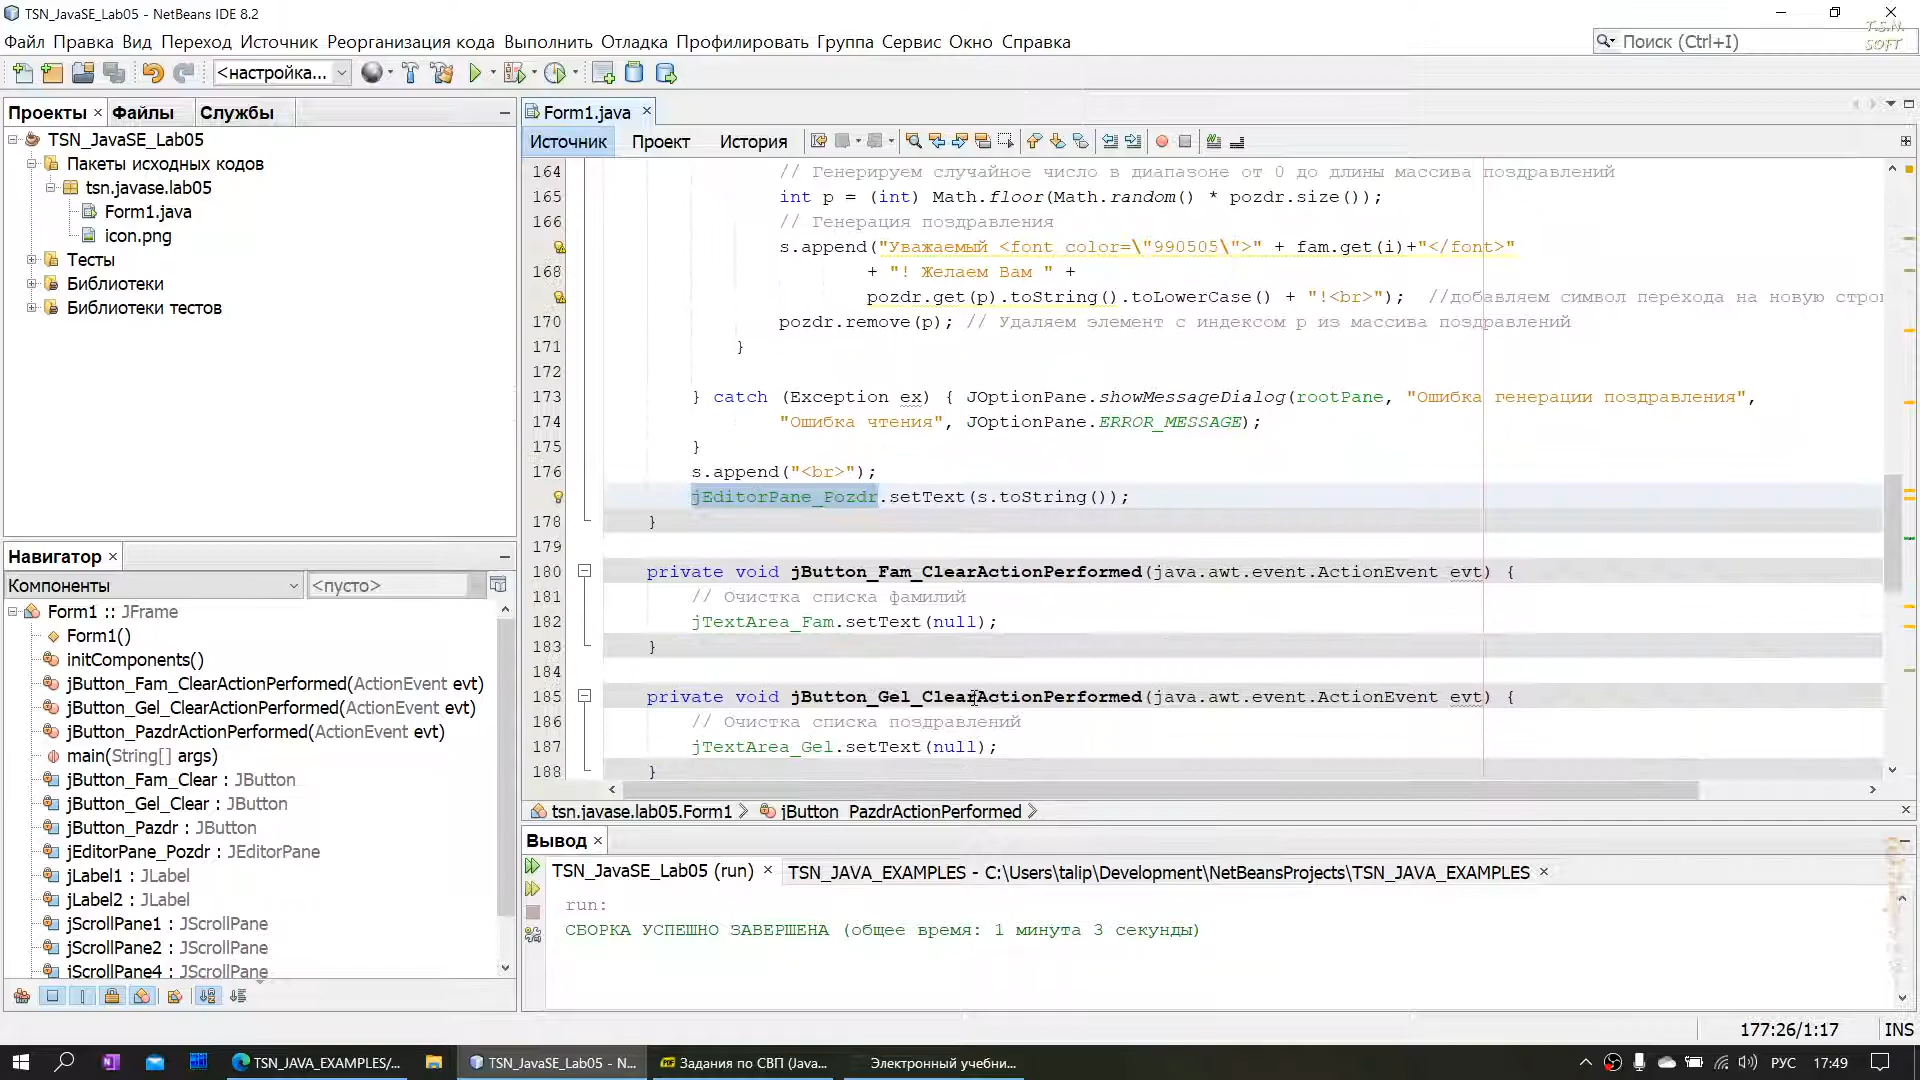 TSN_JavaSE_Lab05 - NetBeans IDE 8.2
T.S.N. SOFT
Файл Правка Вид Переход Источник Реорганизация кода Выполнить Отладка Профилировать Группа Сервис Окно Справка
Поиск (Ctrl+I)
<настройка...
Проекты Файлы Службы
TSN_JavaSE_Lab05
Пакеты исходных кодов
tsn.javase.lab05
Form1.java
icon.png
Тесты
Библиотеки
Библиотеки тестов
Навигатор
Компоненты <пусто>
Form1 :: JFrame
Form1()
initComponents()
jButton_Fam_ClearActionPerformed(ActionEvent evt)
jButton_Gel_ClearActionPerformed(ActionEvent evt)
jButton_PazdrActionPerformed(ActionEvent evt)
main(String[] args)
jButton_Fam_Clear : JButton
jButton_Gel_Clear : JButton
jButton_Pazdr : JButton
jEditorPane_Pozdr : JEditorPane
jLabel1 : JLabel
jLabel2 : JLabel
jScrollPane1 : JScrollPane
jScrollPane2 : JScrollPane
jScrollPane4 : JScrollPane
Form1.java
Источник Проект История
164 // Генерируем случайное число в диапазоне от 0 до длины массива поздравлений
165 int p = (int) Math.floor(Math.random() * pozdr.size());
166 // Генерация поздравления
s.append("Уважаемый <font color=\"990505\">" + fam.get(i)+"</font>"
168 + "! Желаем Вам " +
pozdr.get(p).toString().toLowerCase() + "!<br>"); //добавляем символ перехода на новую стро
170 pozdr.remove(p); // Удаляем элемент с индексом p из массива поздравлений
171 }
172
173 } catch (Exception ex) { JOptionPane.showMessageDialog(rootPane, "Ошибка генерации поздравления",
174 "Ошибка чтения", JOptionPane.ERROR_MESSAGE);
175 }
176 s.append("<br>");
jEditorPane_Pozdr.setText(s.toString());
178 }
179
180 private void jButton_Fam_ClearActionPerformed(java.awt.event.ActionEvent evt) {
181 // Очистка списка фамилий
182 jTextArea_Fam.setText(null);
183 }
184
185 private void jButton_Gel_ClearActionPerformed(java.awt.event.ActionEvent evt) {
186 // Очистка списка поздравлений
187 jTextArea_Gel.setText(null);
188 }
tsn.javase.lab05.Form1 jButton_PazdrActionPerformed
Вывод
TSN_JavaSE_Lab05 (run) TSN_JAVA_EXAMPLES - C:\Users\talip\Development\NetBeansProjects\TSN_JAVA_EXAMPLES
run:
СБОРКА УСПЕШНО ЗАВЕРШЕНА (общее время: 1 минута 3 секунды)
177:26/1:17 INS
TSN_JAVA_EXAMPLES/... TSN_JavaSE_Lab05 - N... Задания по СВП (Java... Электронный учебни... РУС 17:49